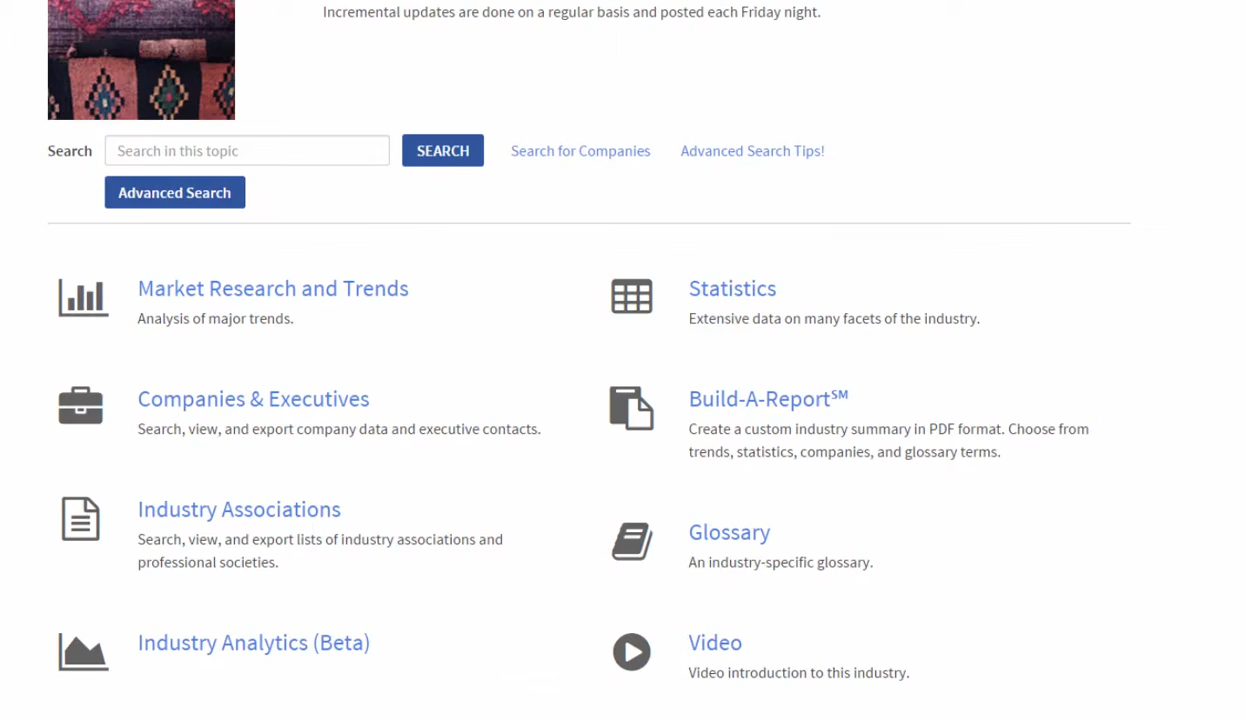 Incremental updates are done on a regular basis and posted each Friday night.
Search
Search in this topic
SEARCH
Search for Companies
Advanced Search Tips!
Advanced Search
Market Research and Trends
Analysis of major trends.
Statistics
Extensive data on many facets of the industry.
Companies & Executives
Search, view, and export company data and executive contacts.
Build-A-Report℠
Create a custom industry summary in PDF format. Choose from
trends, statistics, companies, and glossary terms.
Industry Associations
Search, view, and export lists of industry associations and
professional societies.
Glossary
An industry-specific glossary.
Industry Analytics (Beta)
Video
Video introduction to this industry.